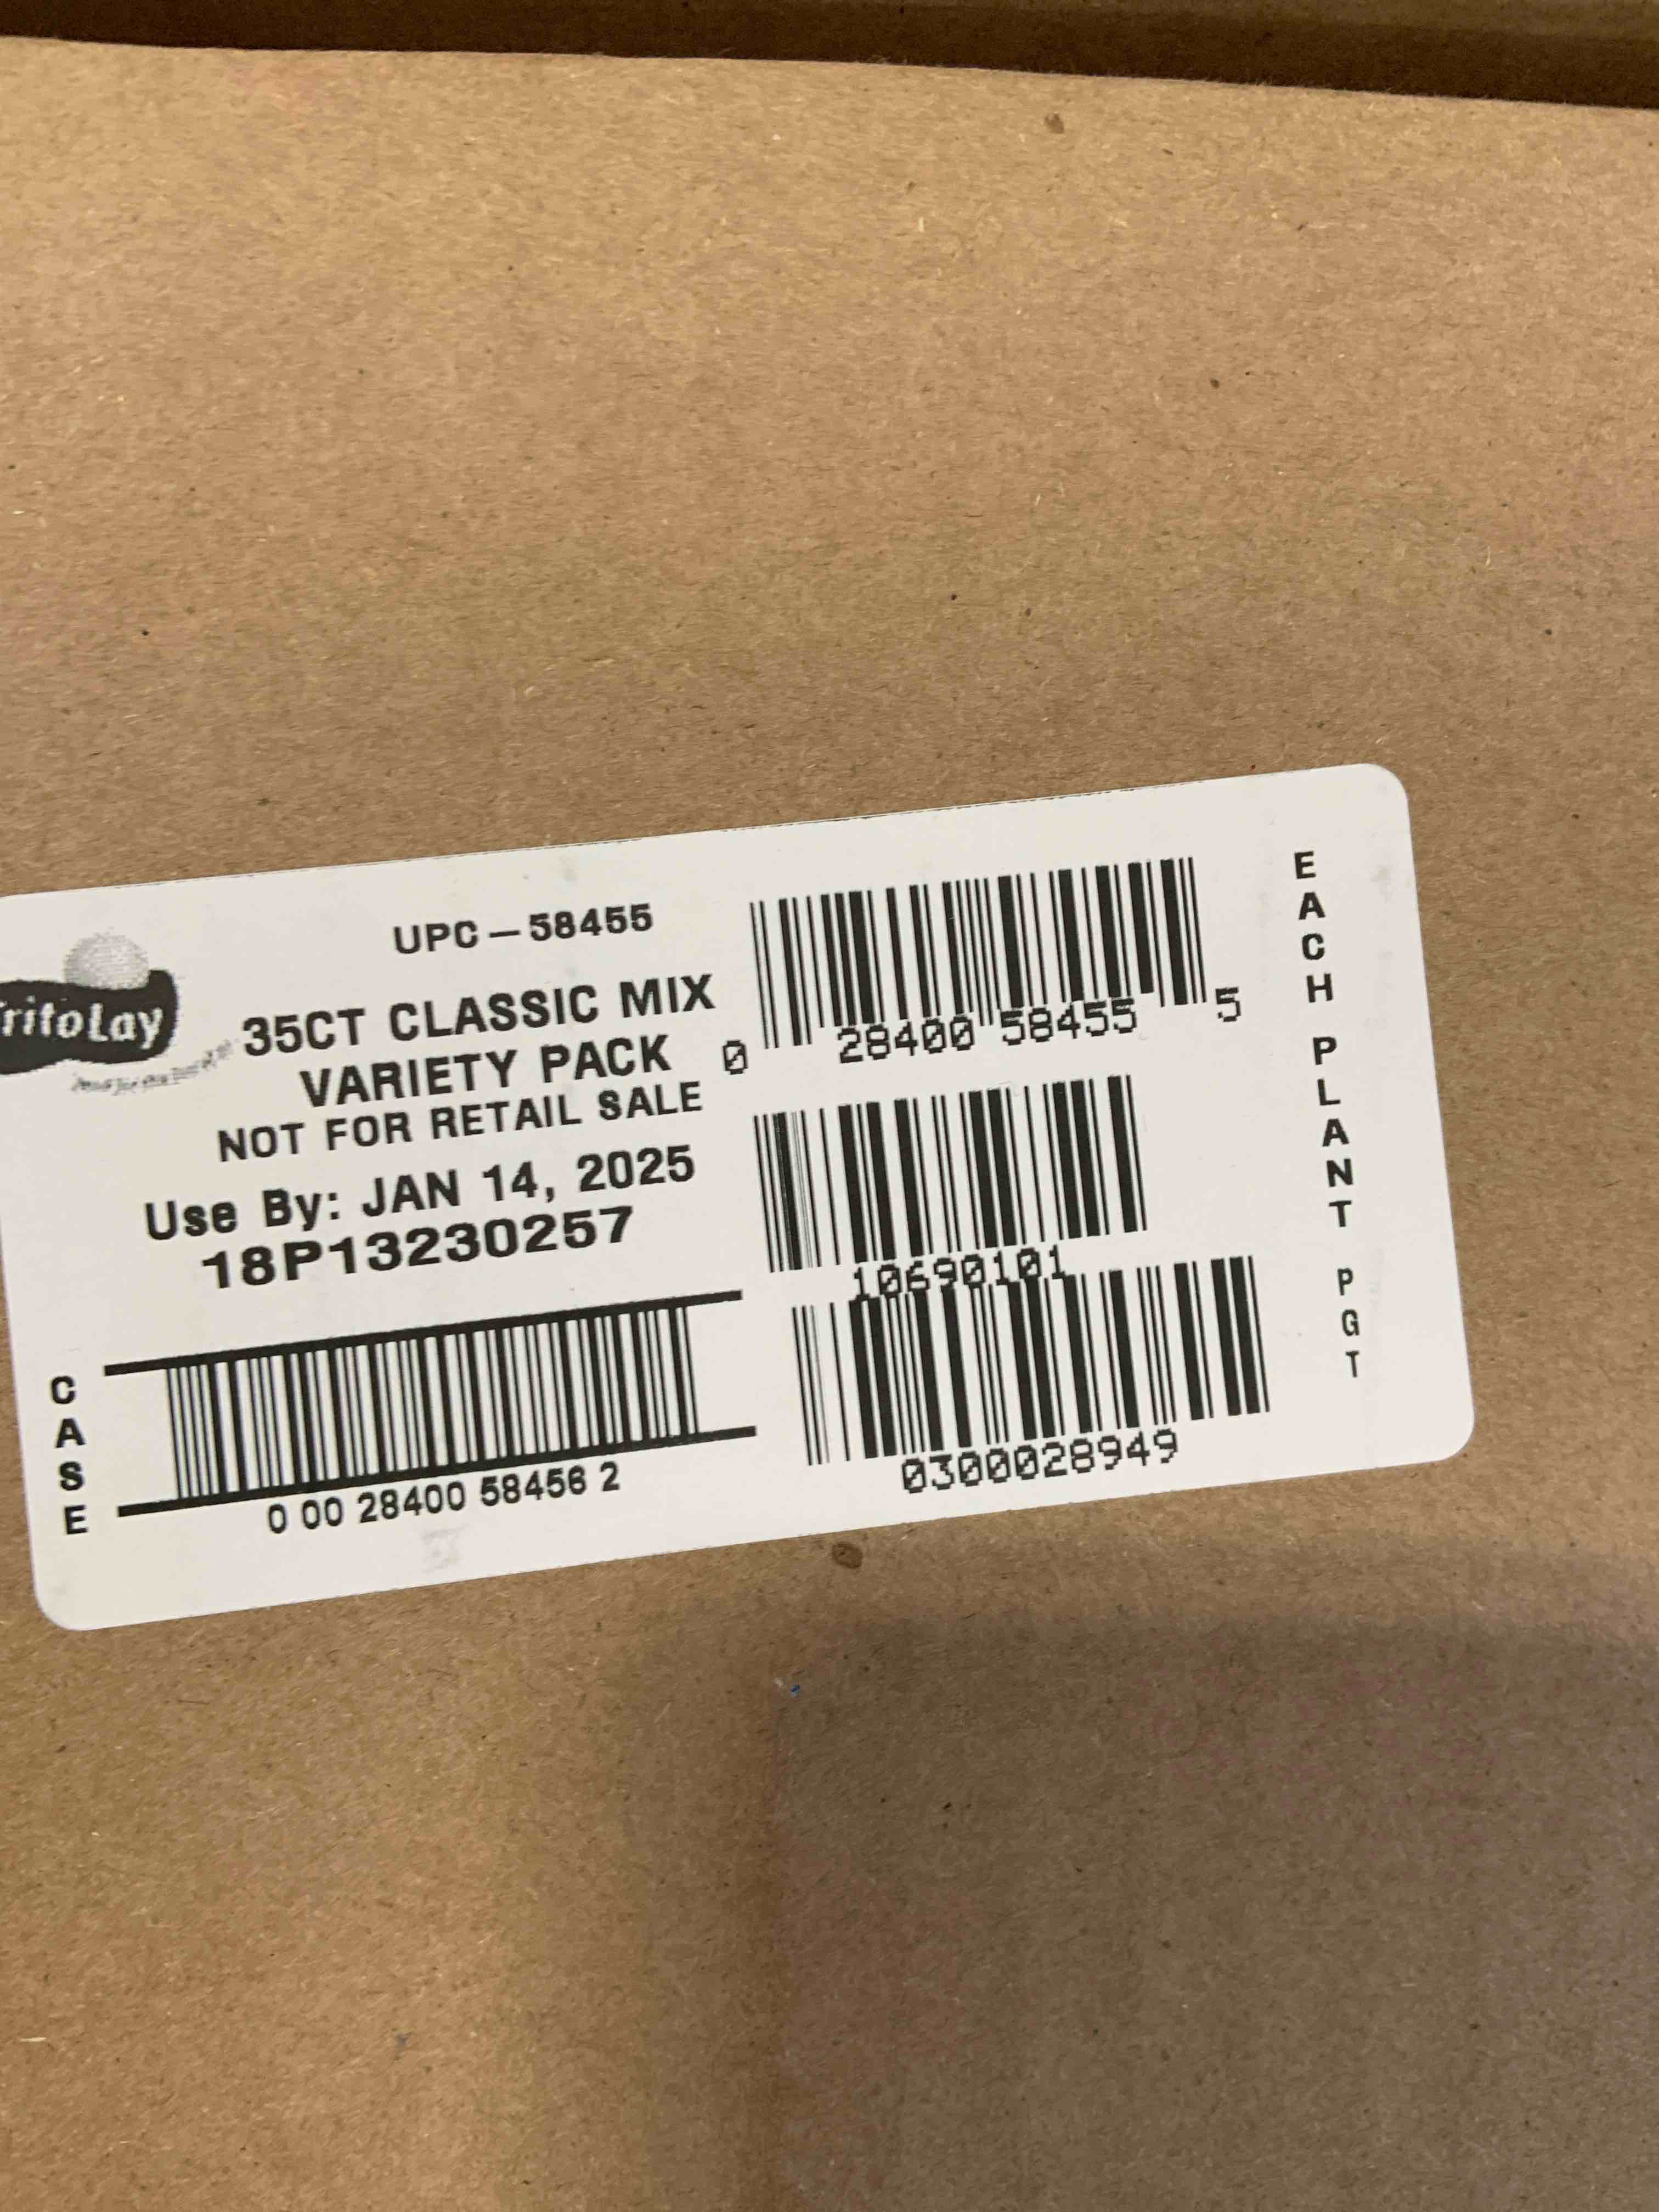 fritoLay
UPC – 58455
35CT CLASSIC MIX
VARIETY PACK
NOT FOR RETAIL SALE
Use By: JAN 14, 2025
18P13230257
CASE
0 00 28400 58456 2
0 28400 58455 5
10690101
0300028949
EACH PLANT PGT